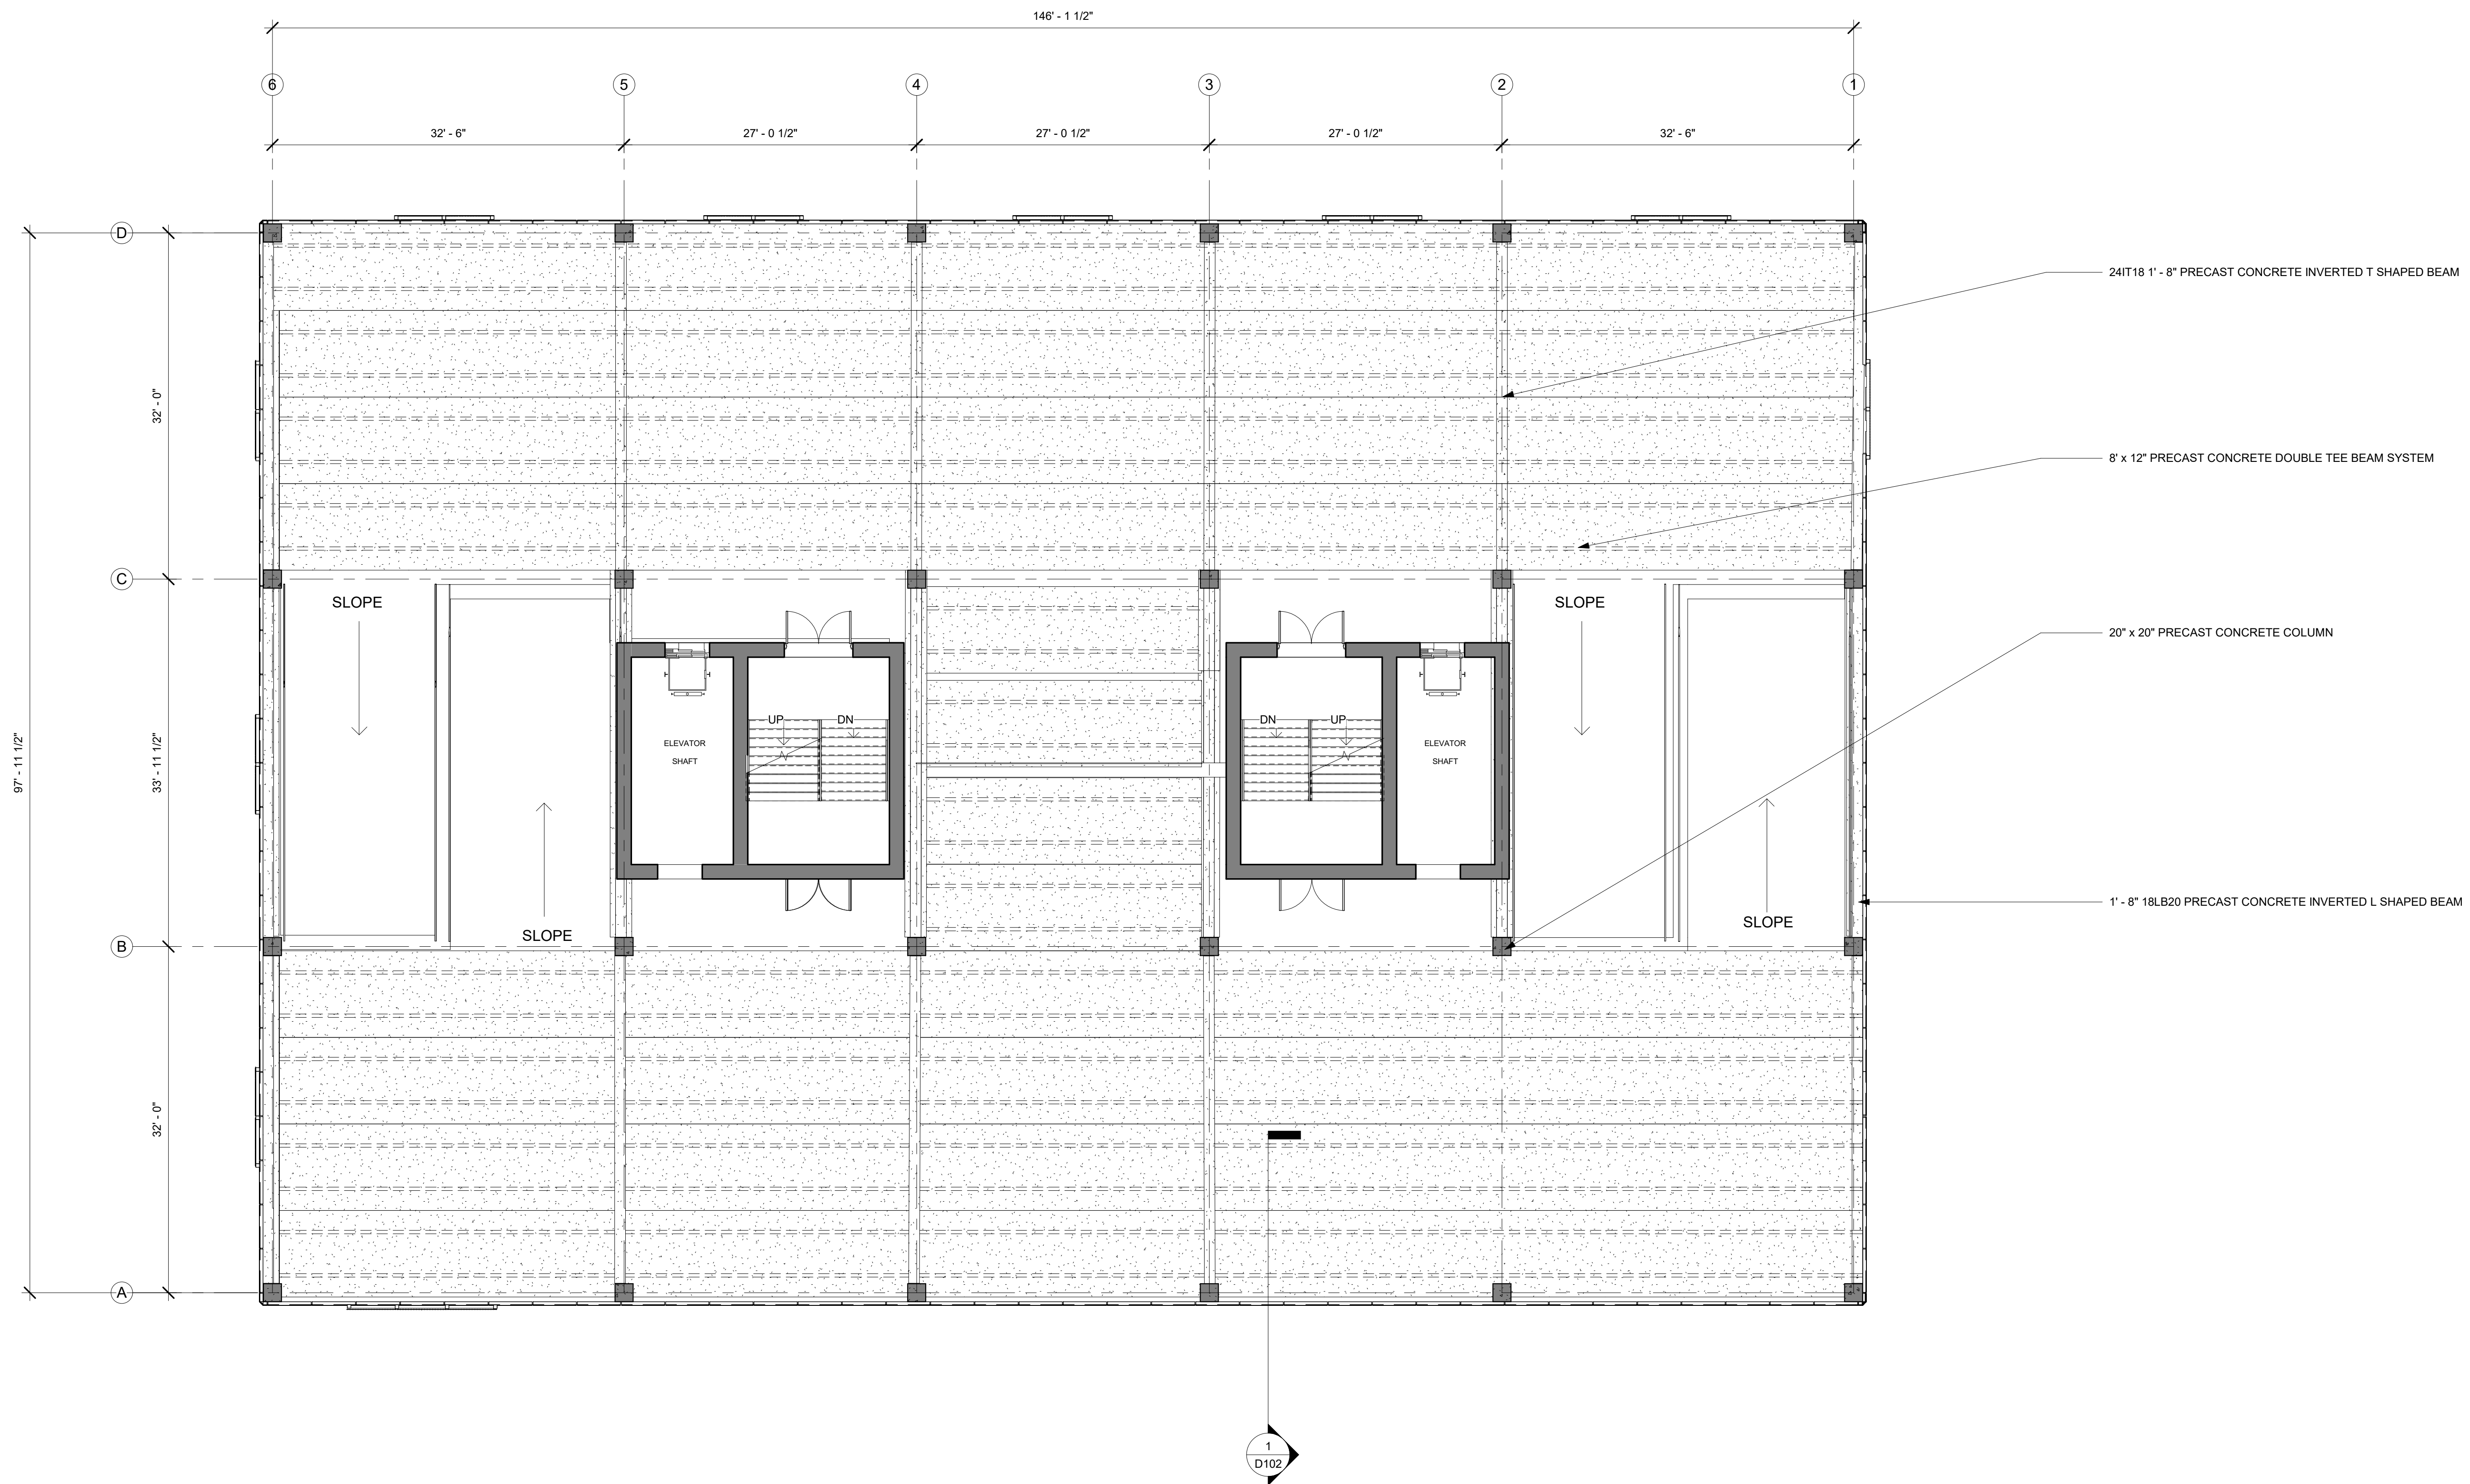 146' - 1 1/2"
6
5
4
3
2
1
32' - 6"
27' - 0 1/2"
27' - 0 1/2"
27' - 0 1/2"
32' - 6"
D
24IT18 1' - 8" PRECAST CONCRETE INVERTED T SHAPED BEAM
32' - 0"
8' x 12" PRECAST CONCRETE DOUBLE TEE BEAM SYSTEM
C
SLOPE
SLOPE
20" x 20" PRECAST CONCRETE COLUMN
UP
DN
DN
UP
ELEVATOR
SHAFT
ELEVATOR
SHAFT
97' - 11 1/2"
33' - 11 1/2"
1' - 8" 18LB20 PRECAST CONCRETE INVERTED L SHAPED BEAM
SLOPE
SLOPE
B
32' - 0"
A
1
D102